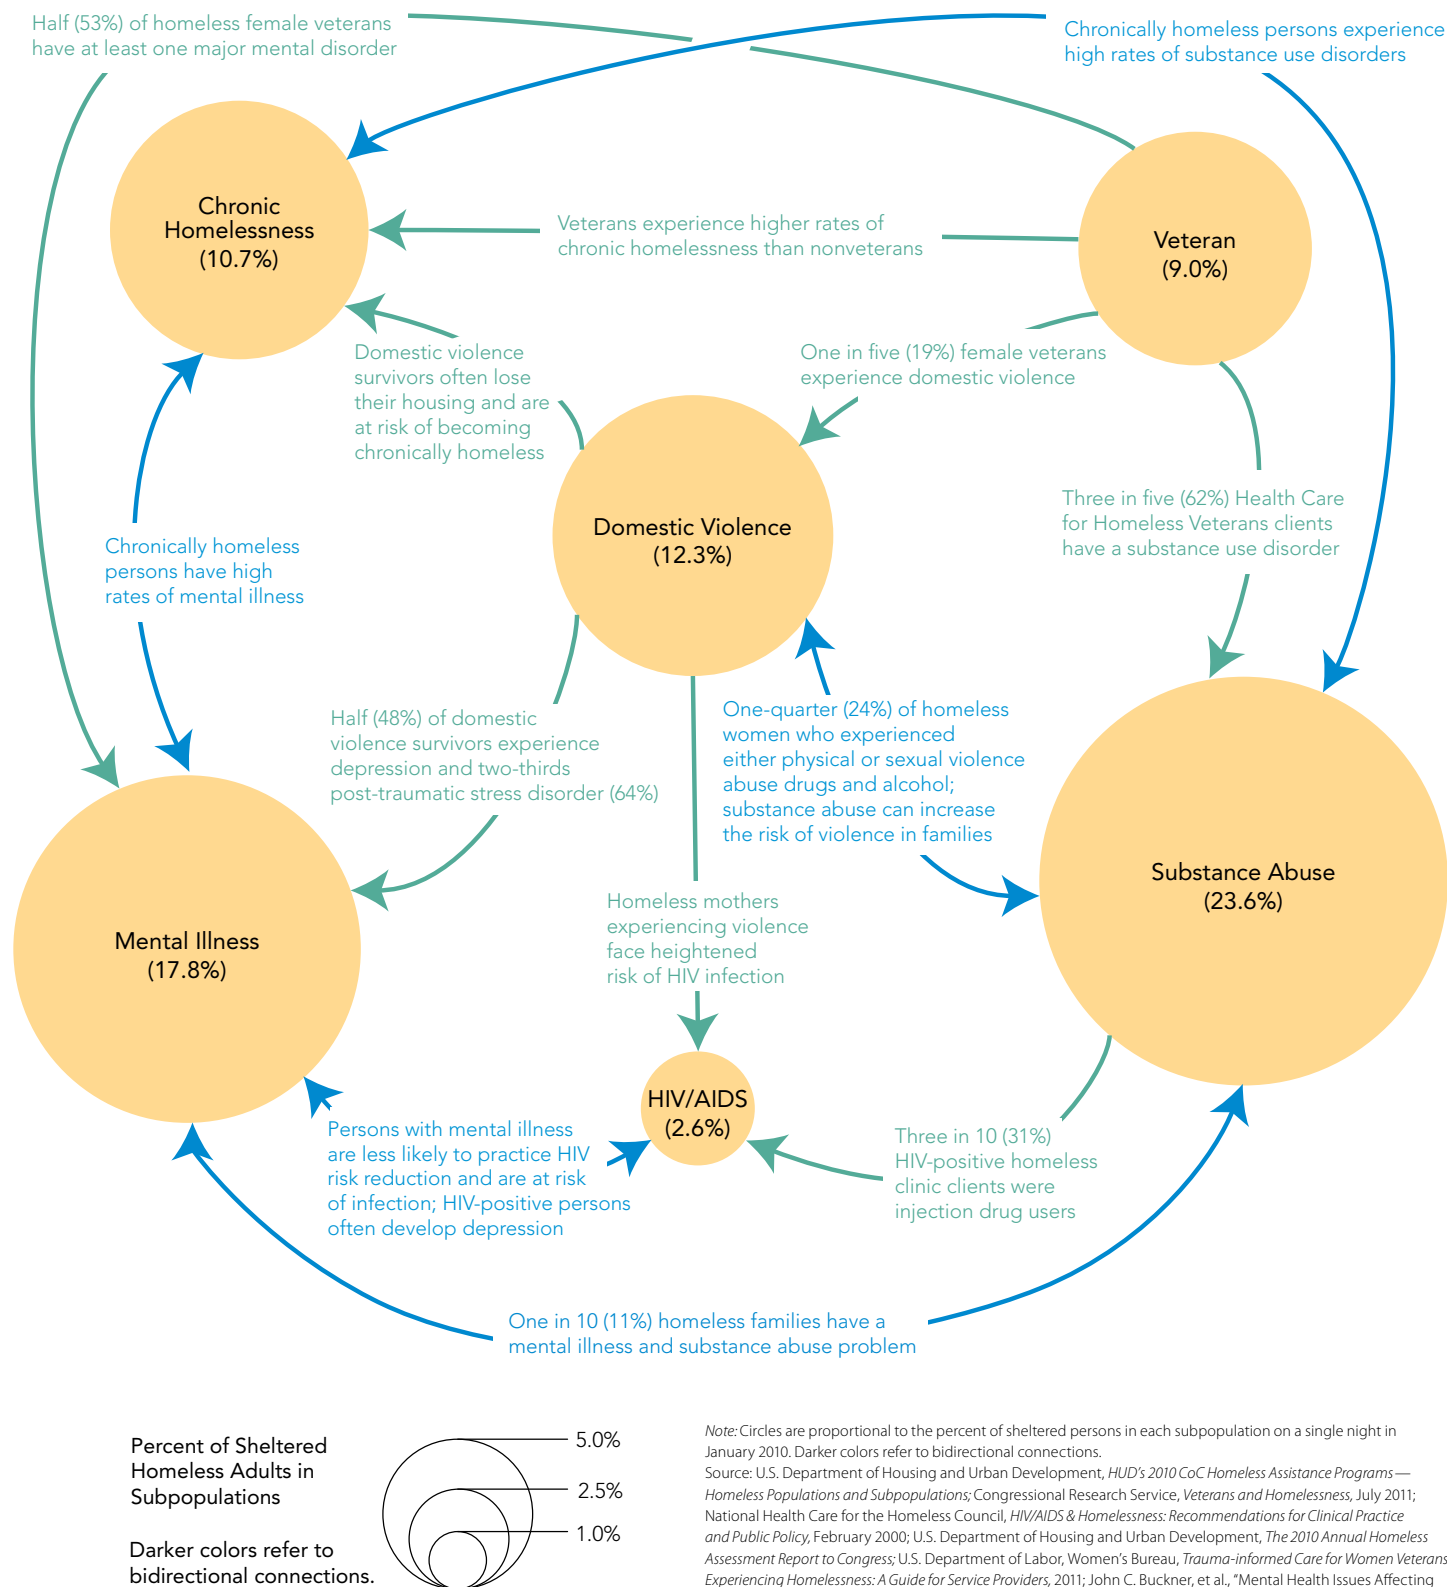 Half (53%) of homeless female veterans
have at least one major mental disorder
Chronically homeless persons experience
high rates of substance use disorders
Chronic
Homelessness
(10.7%)
Veterans experience higher rates of
chronic homelessness than nonveterans
Veteran
(9.0%)
Domestic violence
survivors often lose
their housing and are
at risk of becoming
chronically homeless
One in five (19%) female veterans
experience domestic violence
Domestic Violence
(12.3%)
Three in five (62%) Health Care
for Homeless Veterans clients
have a substance use disorder
Chronically homeless
persons have high
rates of mental illness
Half (48%) of domestic
violence survivors experience
depression and two-thirds
post-traumatic stress disorder (64%)
One-quarter (24%) of homeless
women who experienced
either physical or sexual violence
abuse drugs and alcohol;
substance abuse can increase
the risk of violence in families
Substance Abuse
(23.6%)
Homeless mothers
experiencing violence
face heightened
risk of HIV infection
Mental Illness
(17.8%)
HIV/AIDS
(2.6%)
Persons with mental illness
are less likely to practice HIV
risk reduction and are at risk
of infection; HIV-positive persons
often develop depression
Three in 10 (31%)
HIV-positive homeless
clinic clients were
injection drug users
One in 10 (11%) homeless families have a
mental illness and substance abuse problem
Percent of Sheltered
Homeless Adults in
Subpopulations
Darker colors refer to
bidirectional connections.
5.0%
2.5%
1.0%
Note: Circles are proportional to the percent of sheltered persons in each subpopulation on a single night in
January 2010. Darker colors refer to bidirectional connections.
Source: U.S. Department of Housing and Urban Development, HUD's 2010 CoC Homeless Assistance Programs—
Homeless Populations and Subpopulations; Congressional Research Service, Veterans and Homelessness, July 2011;
National Health Care for the Homeless Council, HIV/AIDS & Homelessness: Recommendations for Clinical Practice
and Public Policy, February 2000; U.S. Department of Housing and Urban Development, The 2010 Annual Homeless
Assessment Report to Congress; U.S. Department of Labor, Women's Bureau, Trauma-informed Care for Women Veterans
Experiencing Homelessness: A Guide for Service Providers, 2011; John C. Buckner, et al., "Mental Health Issues Affecting